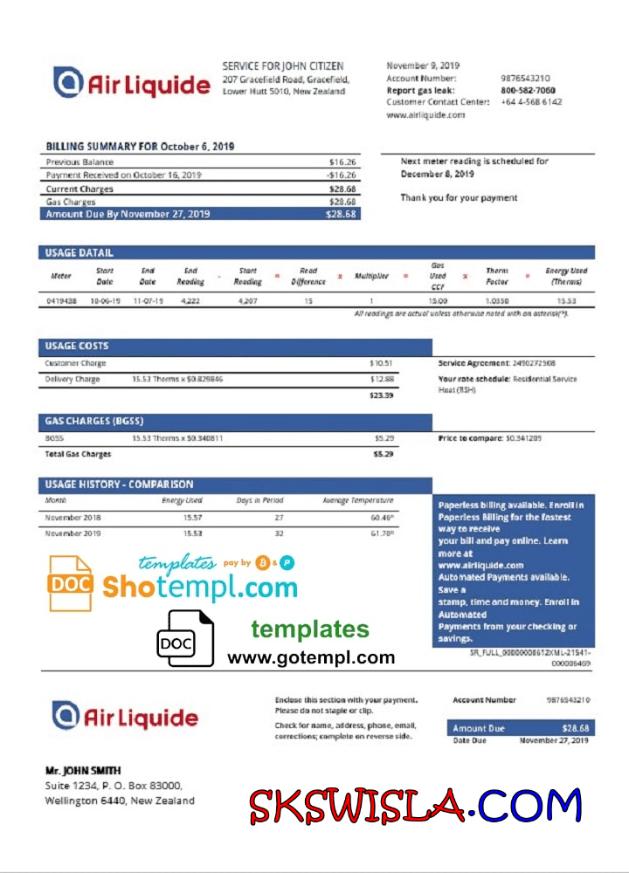 Air Liquide
SERVICE FOR JOHN CITIZEN
207 Gracefield Road, Gracefield,
Lower Hutt 5010, New Zealand
November 9, 2019
Account Number: 9876543210
Report gas leak: 800-582-7060
Customer Contact Center: +64 4-568 6142
www.airliquide.com
BILLING SUMMARY FOR October 6, 2019
Previous Balance $16.26
Payment Received on October 16, 2019 -$16.26
Current Charges $28.68
Gas Charges $28.68
Amount Due By November 27, 2019 $28.68
Next meter reading is scheduled for
December 8, 2019
Thank you for your payment
USAGE DATAIL
Meter Start Date End Date End Reading - Start Reading = Read Difference x Multiplier = Gas Used CCF x Therm Factor = Energy Used (Therms)
0419438 10-06-19 11-07-19 4,222 4,207 15 1 15.00 1.0350 15.53
All readings are actual unless otherwise noted with an asterisk(*).
USAGE COSTS
Customer Charge $10.51
Delivery Charge 15.53 Therms x $0.829846 $12.88
$23.39
Service Agreement: 2490272508
Your rate schedule: Residential Service
Heat (RSH)
GAS CHARGES (BGSS)
BGSS 15.53 Therms x $0.340811 $5.29
Total Gas Charges $5.29
Price to compare: $0.341209
USAGE HISTORY - COMPARISON
Month Energy Used Days in Period Average Temperature
November 2018 15.57 27 60.46º
November 2019 15.53 32 61.70º
Paperless billing available. Enroll in
Paperless Billing for the fastest
way to receive
your bill and pay online. Learn
more at
www.airliquide.com
Automated Payments available.
Save a
stamp, time and money. Enroll in
Automated
Payments from your checking or
savings.
templates pay by B & P
DOC Shotempl.com
DOC templates
www.gotempl.com
SR_FULL_00000008612XML-21541-
000006469
Air Liquide
Enclose this section with your payment.
Please do not staple or clip.
Check for name, address, phone, email,
corrections; complete on reverse side.
Account Number 9876543210
Amount Due $28.68
Date Due November 27, 2019
Mr. JOHN SMITH
Suite 1234, P. O. Box 83000,
Wellington 6440, New Zealand
SKSWISLA.COM